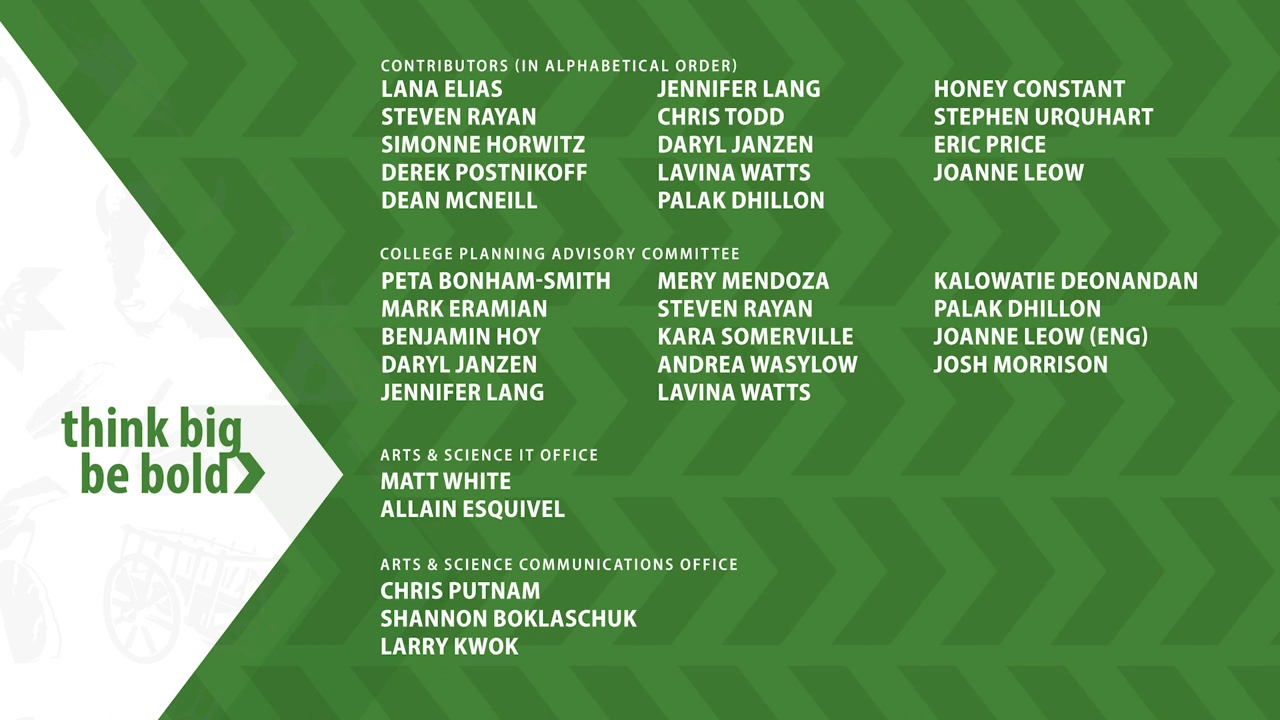 CONTRIBUTORS (IN ALPHABETICAL ORDER)
LANA ELIAS
STEVEN RAYAN
SIMONNE HORWITZ
DEREK POSTNIKOFF
DEAN MCNEILL
JENNIFER LANG
CHRIS TODD
DARYL JANZEN
LAVINA WATTS
PALAK DHILLON
HONEY CONSTANT
STEPHEN URQUHART
ERIC PRICE
JOANNE LEOW
COLLEGE PLANNING ADVISORY COMMITTEE
PETA BONHAM-SMITH
MARK ERAMIAN
BENJAMIN HOY
DARYL JANZEN
JENNIFER LANG
MERY MENDOZA
STEVEN RAYAN
KARA SOMERVILLE
ANDREA WASYLOW
LAVINA WATTS
KALOWATIE DEONANDAN
PALAK DHILLON
JOANNE LEOW (ENG)
JOSH MORRISON
ARTS & SCIENCE IT OFFICE
MATT WHITE
ALLAIN ESQUIVEL
ARTS & SCIENCE COMMUNICATIONS OFFICE
CHRIS PUTNAM
SHANNON BOKLASCHUK
LARRY KWOK
think big
be bold